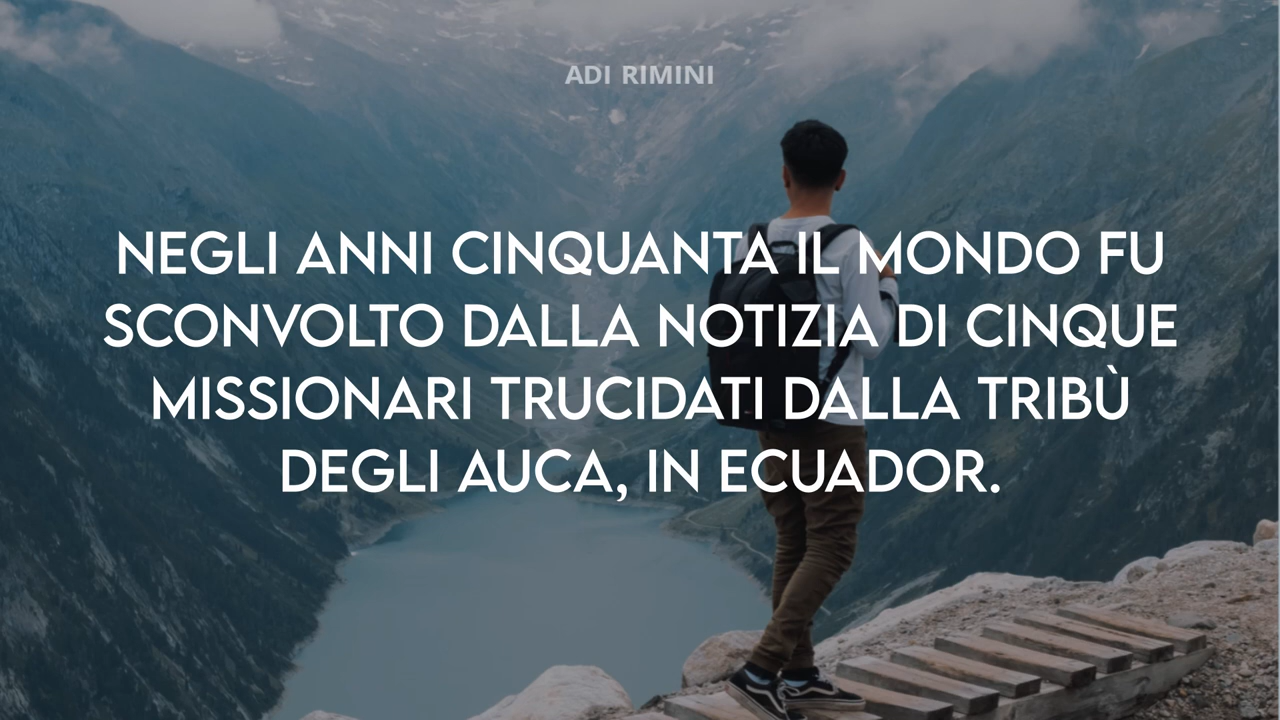 ADI RIMINI
NEGLI ANNI CINQUANTA IL MONDO FU
SCONVOLTO DALLA NOTIZIA DI CINQUE
MISSIONARI TRUCIDATI DALLA TRIBÙ
DEGLI AUCA, IN ECUADOR.